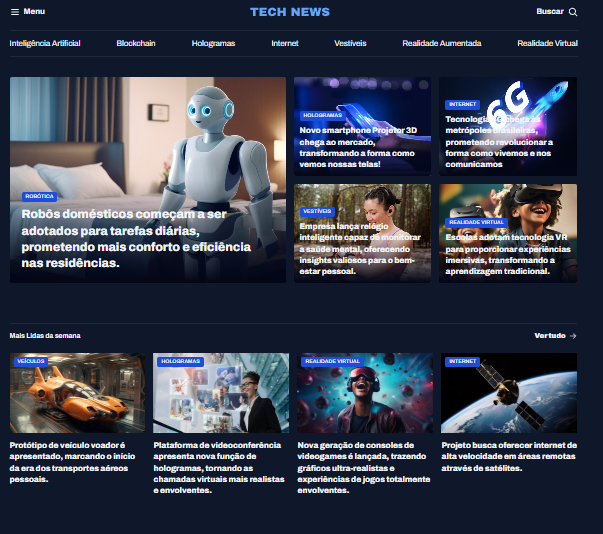 Menu
TECH NEWS
Buscar
Inteligência Artificial
Blockchain
Hologramas
Internet
Vestíveis
Realidade Aumentada
Realidade Virtual
ROBÓTICA
Robôs domésticos começam a ser
adotados para tarefas diárias,
prometendo mais conforto e eficiência
nas residências.
HOLOGRAMAS
Novo smartphone Projetor 3D
chega ao mercado,
transformando a forma como
vemos nossas telas!
INTERNET
6G
Tecnologia 6G chega às
metrópoles brasileiras,
prometendo revolucionar a
forma como vivemos e nos
comunicamos
VESTÍVEIS
Empresa lança relógio
inteligente capaz de monitorar
a saúde mental, oferecendo
insights valiosos para o bem-
estar pessoal.
REALIDADE VIRTUAL
Escolas adotam tecnologia VR
para proporcionar experiências
imersivas, transformando a
aprendizagem tradicional.
Mais Lidas da semana
Ver tudo
VEÍCULOS
Protótipo de veículo voador é
apresentado, marcando o início
da era dos transportes aéreos
pessoais.
HOLOGRAMAS
Plataforma de videoconferência
apresenta nova função de
hologramas, tornando as
chamadas virtuais mais realistas
e envolventes.
REALIDADE VIRTUAL
Nova geração de consoles de
videogames é lançada, trazendo
gráficos ultra-realistas e
experiências de jogos totalmente
envolventes.
INTERNET
Projeto busca oferecer internet de
alta velocidade em áreas remotas
através de satélites.